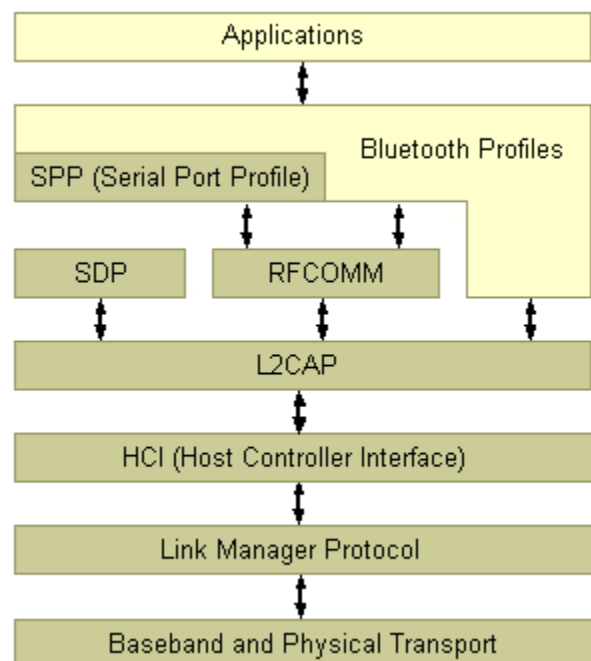 Applications
Bluetooth Profiles
SPP (Serial Port Profile)
SDP
RFCOMM
L2CAP
HCI (Host Controller Interface)
Link Manager Protocol
Baseband and Physical Transport